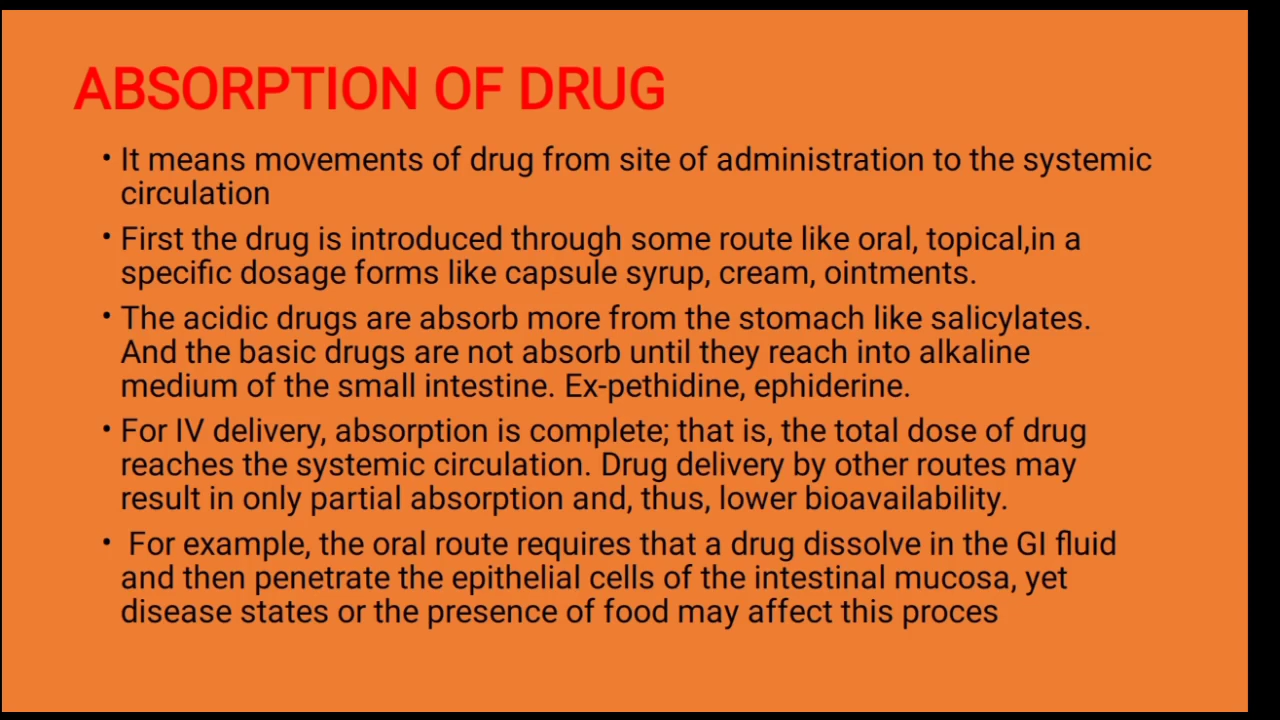 ABSORPTION OF DRUG
• It means movements of drug from site of administration to the systemic
circulation
• First the drug is introduced through some route like oral, topical,in a
specific dosage forms like capsule syrup, cream, ointments.
• The acidic drugs are absorb more from the stomach like salicylates.
And the basic drugs are not absorb until they reach into alkaline
medium of the small intestine. Ex-pethidine, ephiderine.
• For IV delivery, absorption is complete; that is, the total dose of drug
reaches the systemic circulation. Drug delivery by other routes may
result in only partial absorption and, thus, lower bioavailability.
• For example, the oral route requires that a drug dissolve in the GI fluid
and then penetrate the epithelial cells of the intestinal mucosa, yet
disease states or the presence of food may affect this proces